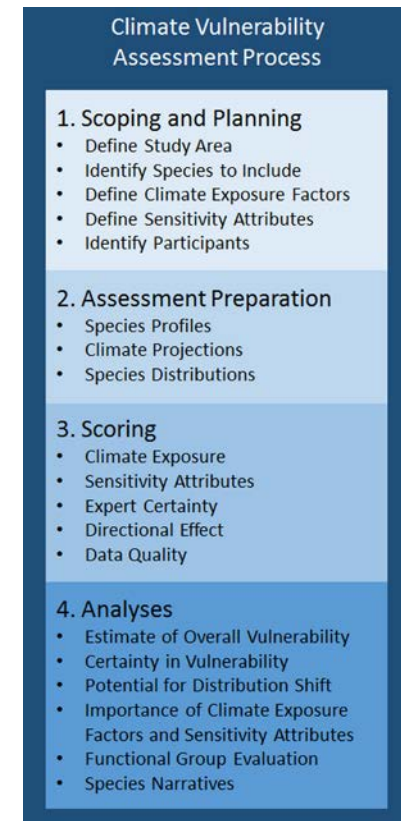 Climate Vulnerability
Assessment Process
1. Scoping and Planning
• Define Study Area
• Identify Species to Include
• Define Climate Exposure Factors
• Define Sensitivity Attributes
• Identify Participants
2. Assessment Preparation
• Species Profiles
• Climate Projections
• Species Distributions
3. Scoring
• Climate Exposure
• Sensitivity Attributes
• Expert Certainty
• Directional Effect
• Data Quality
4. Analyses
• Estimate of Overall Vulnerability
• Certainty in Vulnerability
• Potential for Distribution Shift
• Importance of Climate Exposure
Factors and Sensitivity Attributes
• Functional Group Evaluation
• Species Narratives